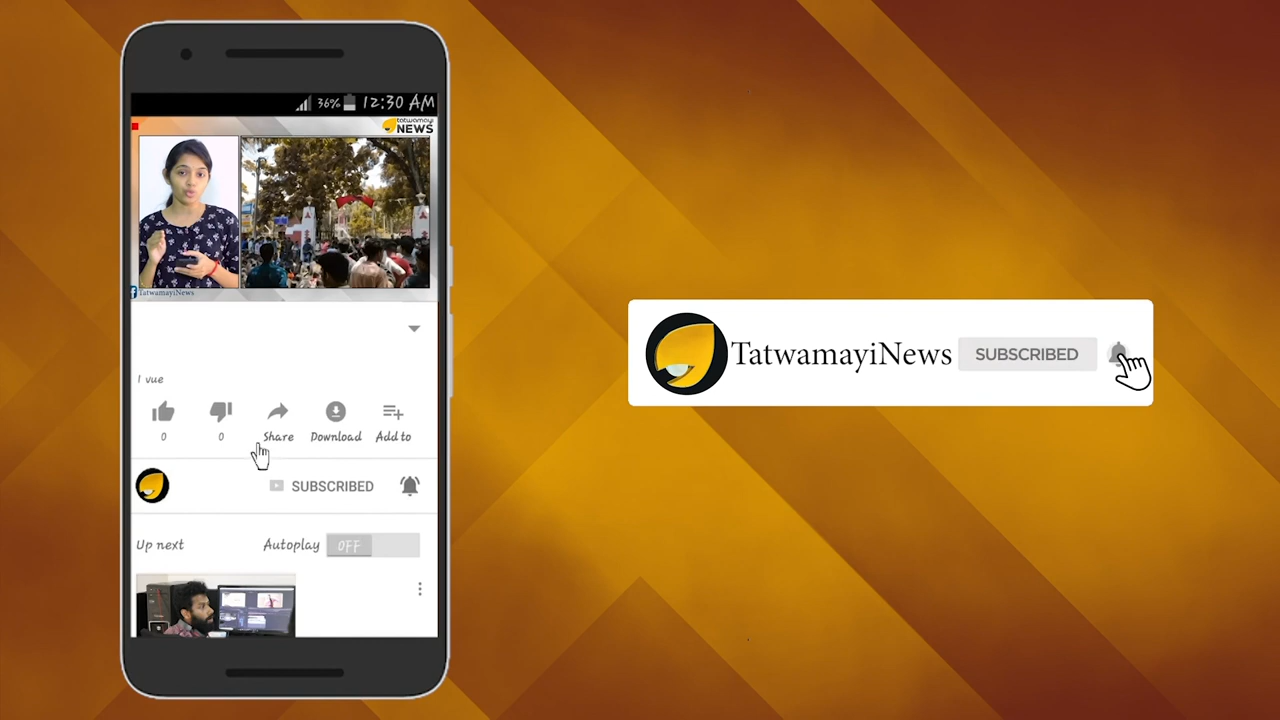 36% 12:30 AM
tatwamayi
NEWS
TatwamayiNews
1 vue
0 0 Share Download Add to
SUBSCRIBED
Up next Autoplay OFF
TatwamayiNews SUBSCRIBED